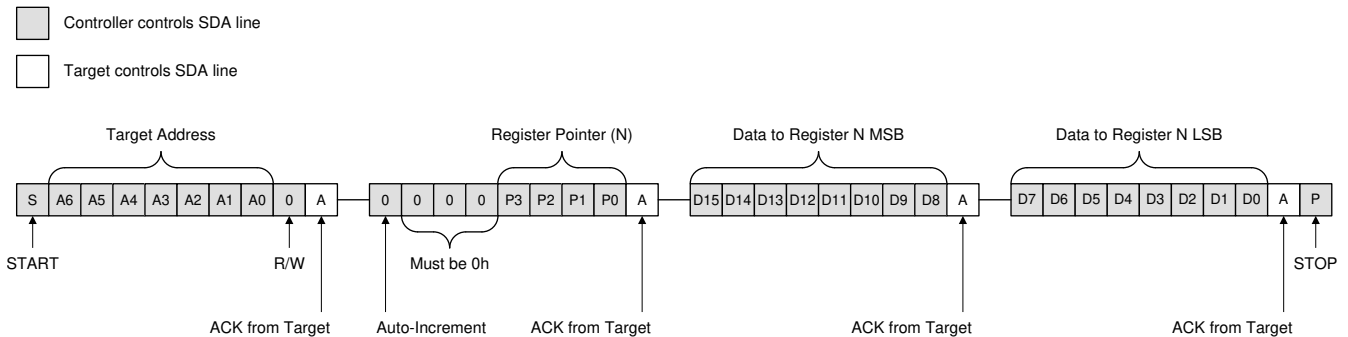 Controller controls SDA line
Target controls SDA line
Target Address
Register Pointer (N)
Data to Register N MSB
Data to Register N LSB
S A6 A5 A4 A3 A2 A1 A0 0 A 0 0 0 0 P3 P2 P1 P0 A D15 D14 D13 D12 D11 D10 D9 D8 A D7 D6 D5 D4 D3 D2 D1 D0 A P
START
R/W
Must be 0h
STOP
ACK from Target
Auto-Increment
ACK from Target
ACK from Target
ACK from Target